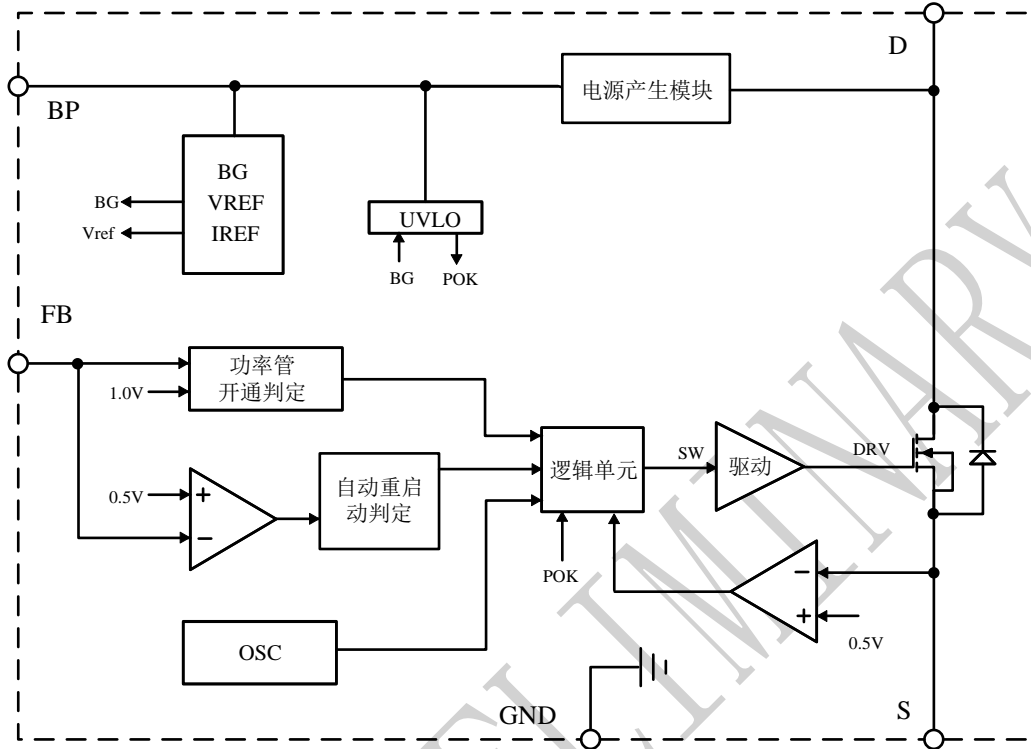 D
BP
电源产生模块
BG
VREF
IREF
BG
Vref
UVLO
BG
POK
FB
功率管
开通判定
1.0V
0.5V
+
−
自动重启
动判定
逻辑单元
SW
驱动
DRV
POK
−
+
0.5V
OSC
GND
S
ELIMINARY